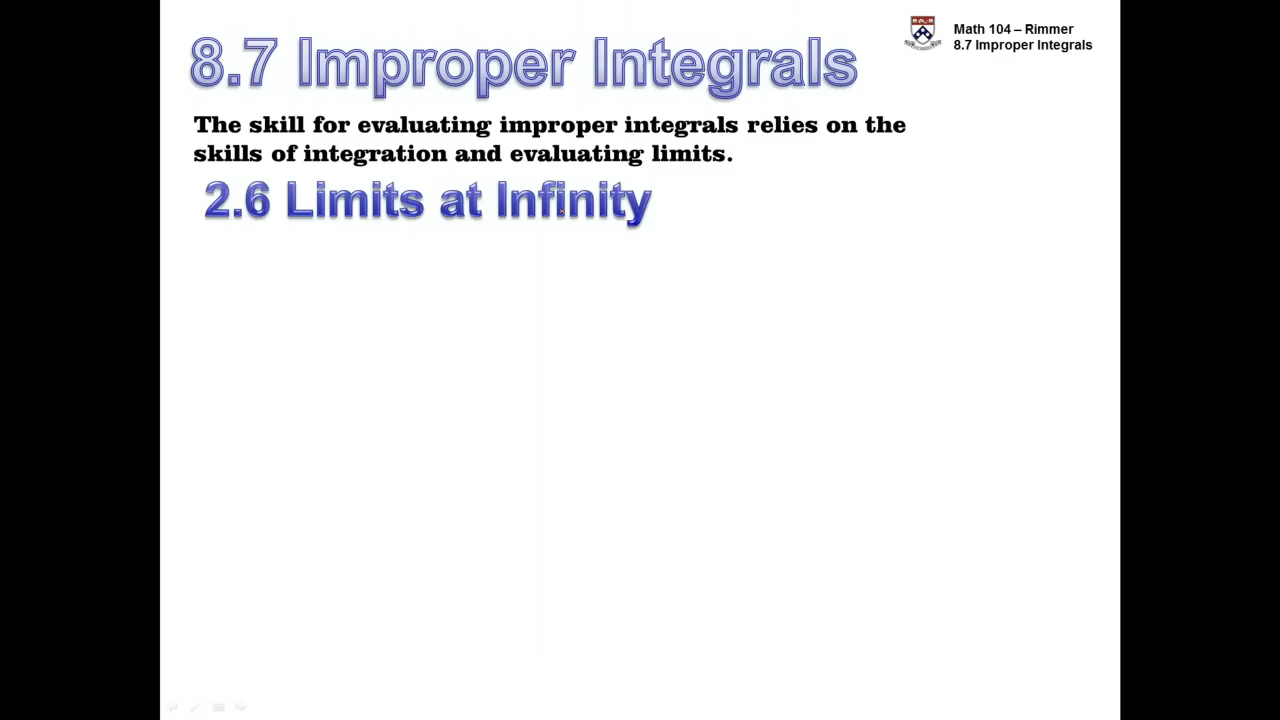 8.7 Improper Integrals
Math 104 – Rimmer
8.7 Improper Integrals
The skill for evaluating improper integrals relies on the
skills of integration and evaluating limits.
2.6 Limits at Infinity